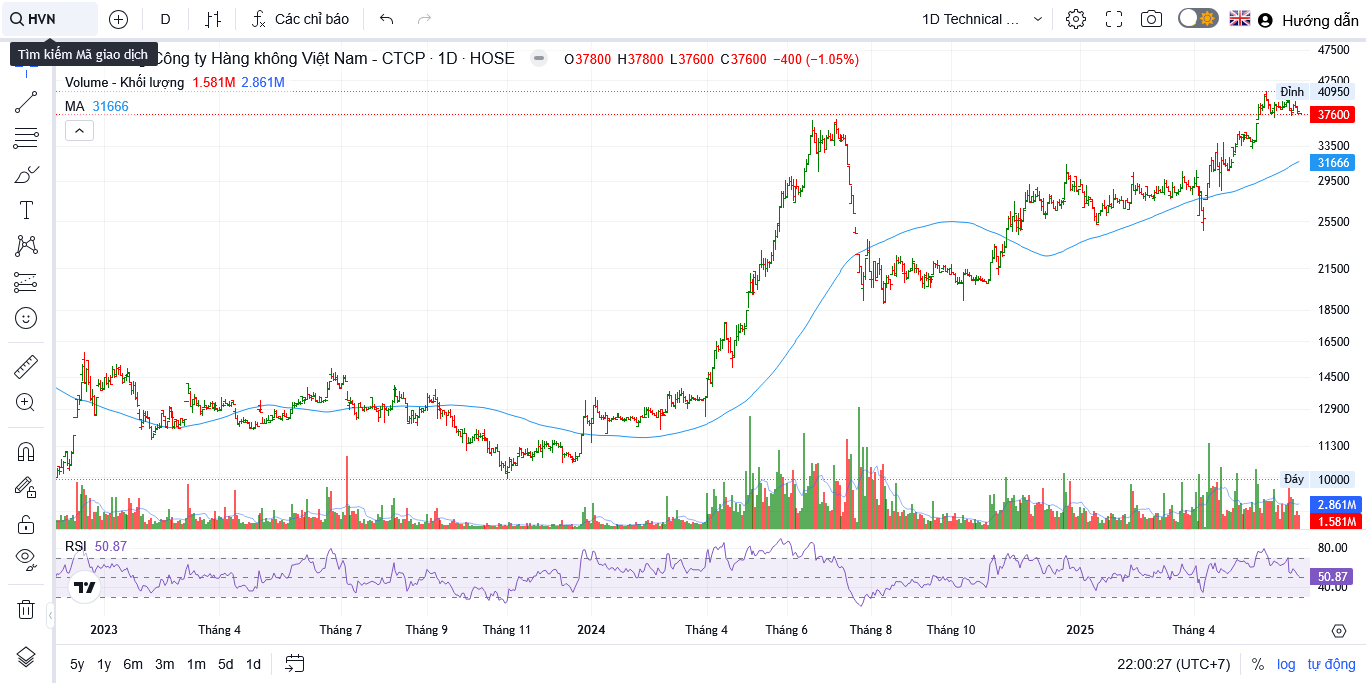 HVN D Các chỉ báo 1D Technical ... Hướng dẫn
Tìm kiếm Mã giao dịch
Công ty Hàng không Việt Nam - CTCP · 1D · HOSE O37800 H37800 L37600 C37600 −400 (−1.05%)
Volume - Khối lượng 1.581M 2.861M
MA 31666
47500
42500
Đỉnh 40950
37600
33500
31666
29500
25500
21500
18500
16500
14500
12900
11300
Đáy 10000
2.861M
1.581M
RSI 50.87
80.00
50.87
40.00
2023 Tháng 4 Tháng 7 Tháng 9 Tháng 11 2024 Tháng 4 Tháng 6 Tháng 8 Tháng 10 2025 Tháng 4
5y 1y 6m 3m 1m 5d 1d 22:00:27 (UTC+7) % log tự động